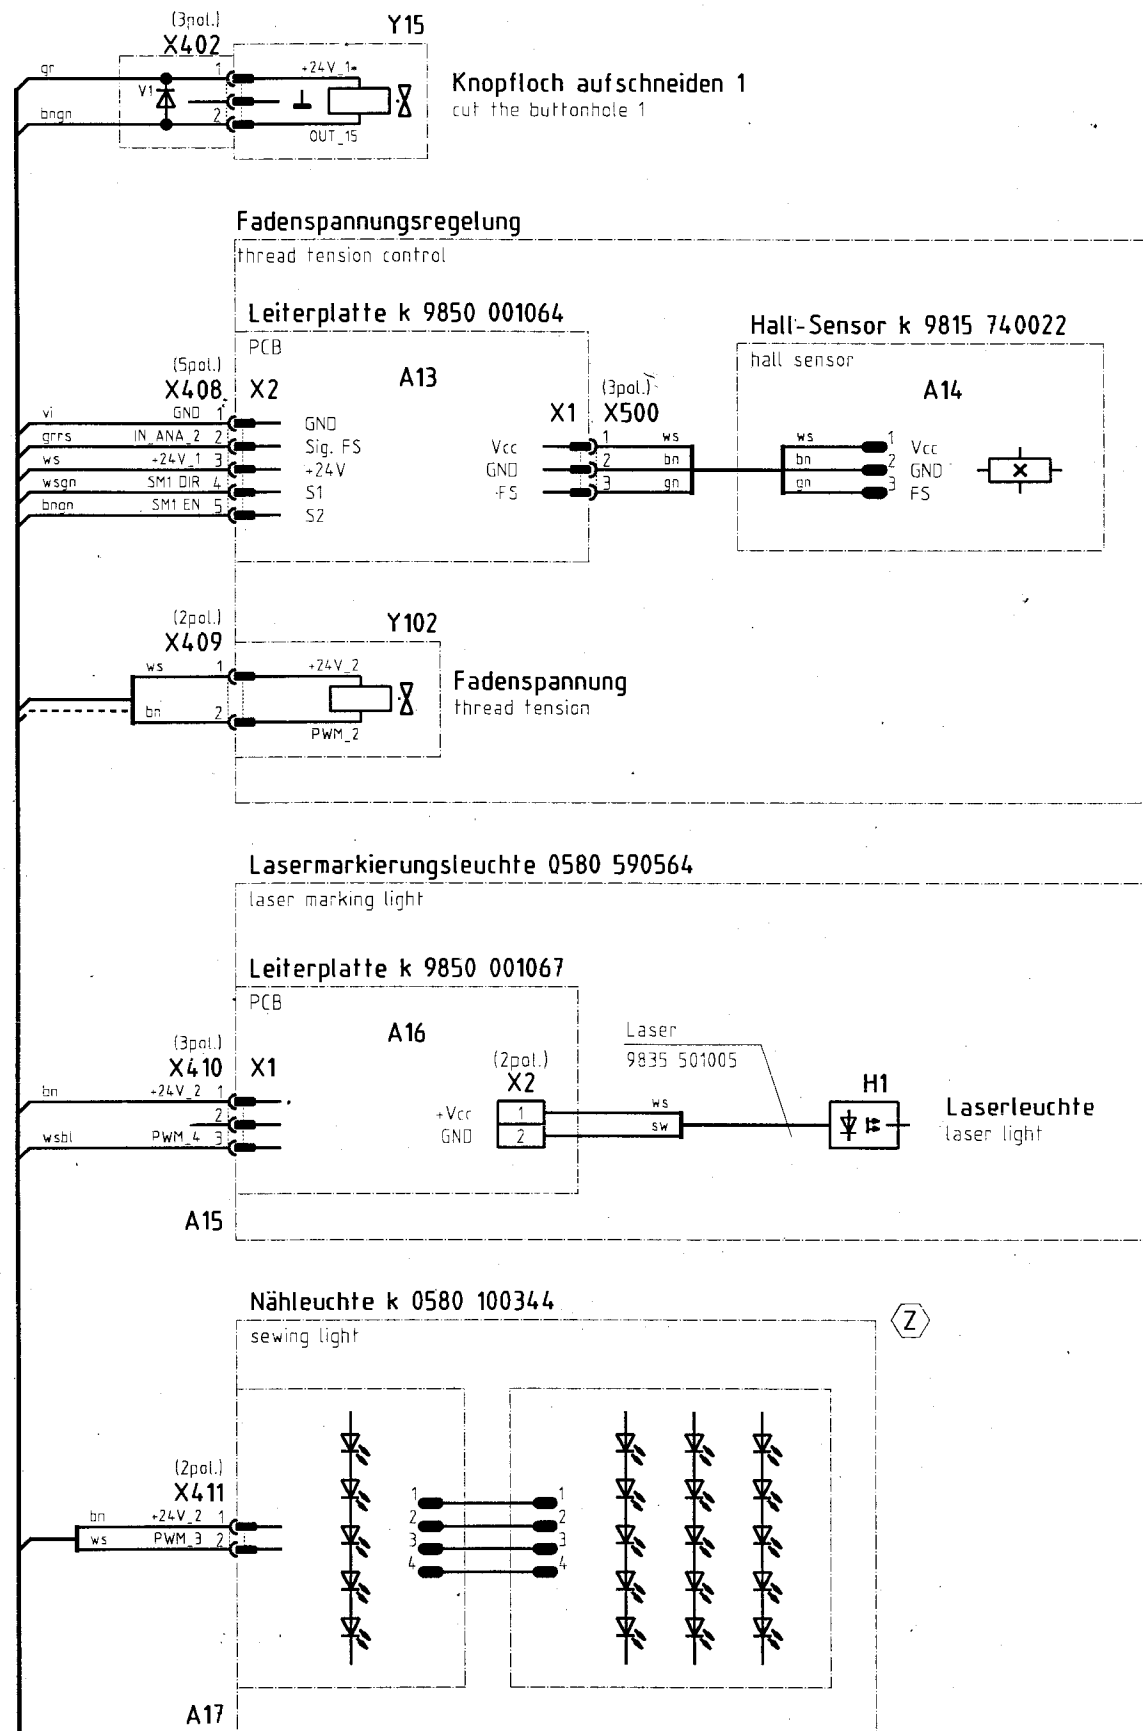 (3pol.)
X402
Y15
gr
1
+24V_1
V1
bngn
2
OUT_15
Knopfloch aufschneiden 1
cut the buttonhole 1
Fadenspannungsregelung
thread tension control
Leiterplatte k 9850 001064
PCB
A13
Hall-Sensor k 9815 740022
hall sensor
A14
(5pol.)
X408
X2
(3pol.)
X1
X500
vi GND 1 GND
grrs IN_ANA_2 2 Sig. FS
ws +24V_1 3 +24V
wsgn SM1 DIR 4 S1
bngn SM1 EN 5 S2
Vcc 1 ws
GND 2 bn
FS 3 gn
ws 1 Vcc
bn 2 GND
gn 3 FS
(2pol.)
X409
Y102
ws 1 +24V_2
bn 2 PWM_2
Fadenspannung
thread tension
Lasermarkierungsleuchte 0580 590564
laser marking light
Leiterplatte k 9850 001067
PCB
A16
(3pol.)
X410
X1
bn +24V_2 1
2
wsbl PWM_4 3
(2pol.)
X2
+Vcc 1 ws
GND 2 sw
Laser
9835 501005
H1
Laserleuchte
laser light
A15
Nähleuchte k 0580 100344
sewing light
Z
(2pol.)
X411
bn +24V_2 1
ws PWM_3 2
1 1
2 2
3 3
4 4
A17